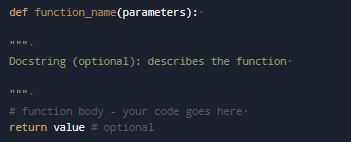 def function_name(parameters):
"""
Docstring (optional): describes the function
"""
# function body - your code goes here
return value # optional